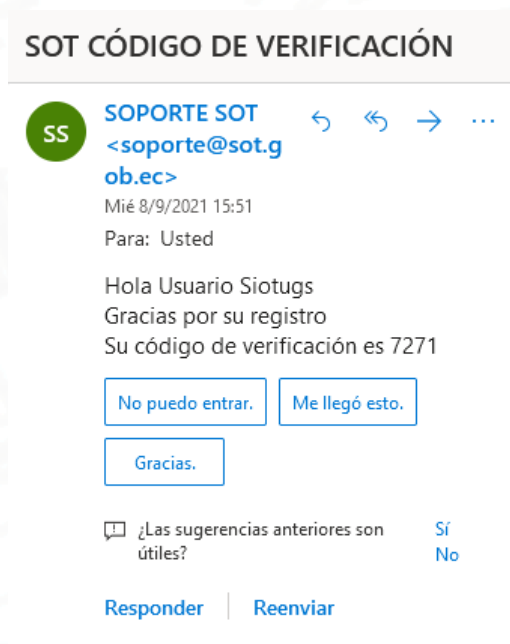 SOT CÓDIGO DE VERIFICACIÓN
SS
SOPORTE SOT
<soporte@sot.g
ob.ec>
Mié 8/9/2021 15:51
Para: Usted
Hola Usuario Siotugs
Gracias por su registro
Su código de verificación es 7271
No puedo entrar. Me llegó esto.
Gracias.
¿Las sugerencias anteriores son Sí
útiles? No
Responder Reenviar